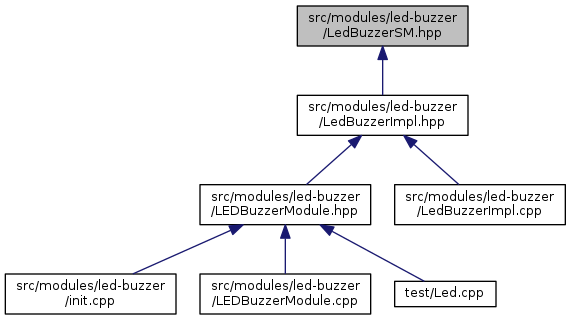 src/modules/led-buzzer
/LedBuzzerSM.hpp
src/modules/led-buzzer
/LedBuzzerImpl.hpp
src/modules/led-buzzer
/LEDBuzzerModule.hpp
src/modules/led-buzzer
/LedBuzzerImpl.cpp
src/modules/led-buzzer
/init.cpp
src/modules/led-buzzer
/LEDBuzzerModule.cpp
test/Led.cpp